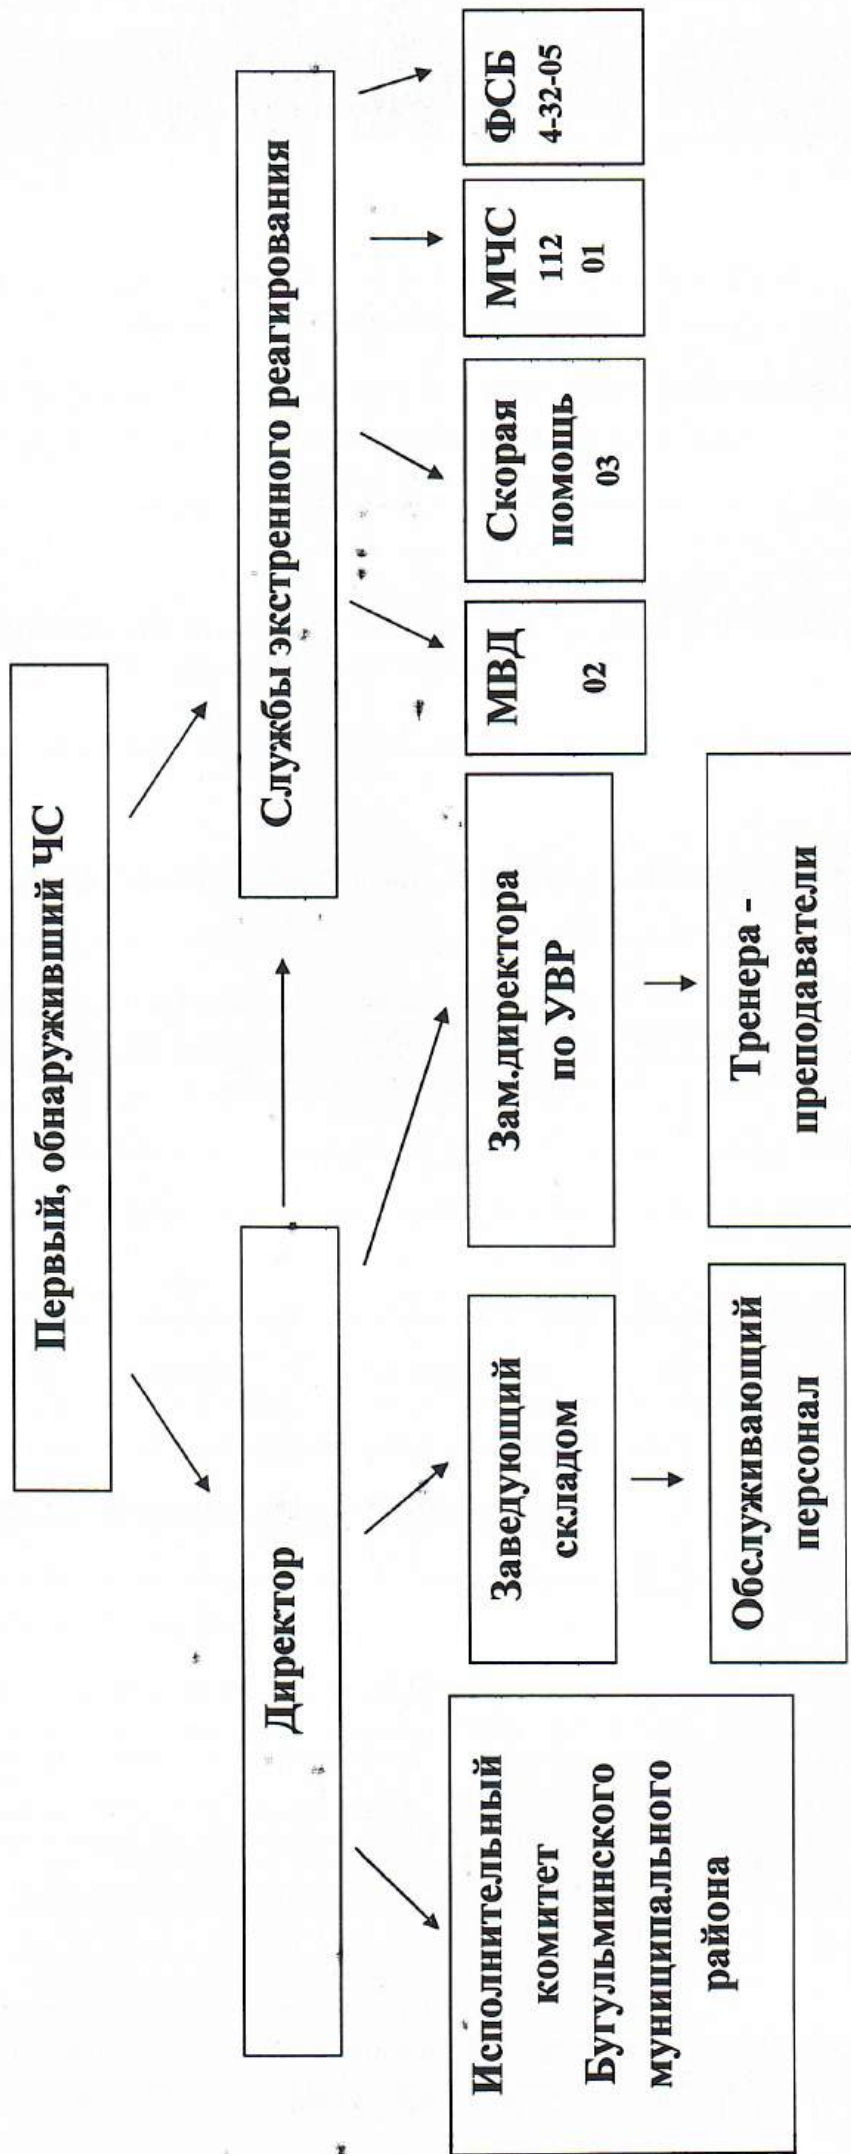 Первый, обнаруживший ЧС
Директор
Службы экстренного реагирования
Исполнительный
комитет
Бугульминского
муниципального
района
Заведующий
складом
Зам.директора
по УВР
МВД
02
Скорая
помощь
03
МЧС
112
01
ФСБ
4-32-05
Обслуживающий
персонал
Тренера -
преподаватели